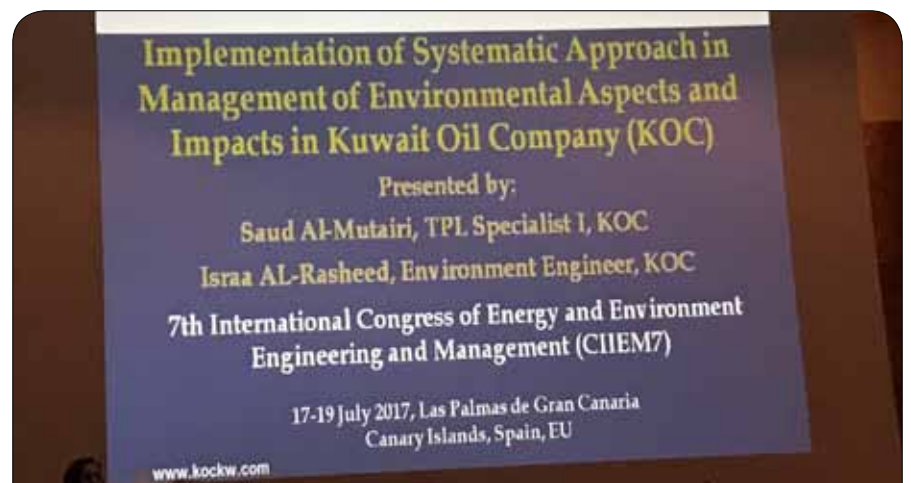 Implementation of Systematic Approach in
Management of Environmental Aspects and
Impacts in Kuwait Oil Company (KOC)
Presented by:
Saud Al-Mutairi, TPL Specialist I, KOC
Israa AL-Rasheed, Environment Engineer, KOC
7th International Congress of Energy and Environment
Engineering and Management (CIIEM7)
17-19 July 2017, Las Palmas de Gran Canaria
Canary Islands, Spain, EU
www.kockw.com